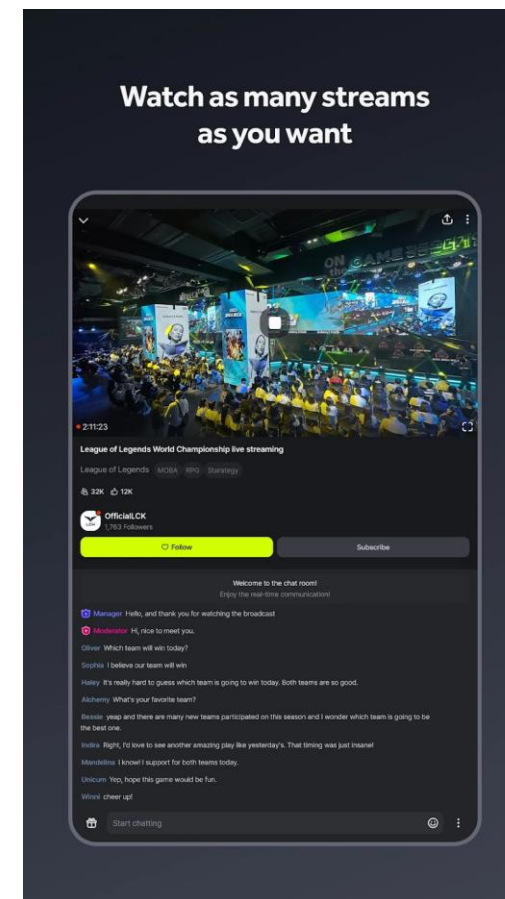 Watch as many streams
as you want
ON
the
2:11:23
League of Legends World Championship live streaming
League of Legends MOBA RPG Starategy
32K 12K
LCK
OfficialLCK
1,763 Followers
Follow Subscribe
Welcome to the chat room!
Enjoy the real-time communication!
Manager Hello, and thank you for watching the broadcast
Moderator Hi, nice to meet you.
Oliver Which team will win today?
Sophia I believe our team will win
Hailey It's really hard to guess which team is going to win today. Both teams are so good.
Alchemy What's your favorite team?
Bessie yeap and there are many new teams participated on this season and I wonder which team is going to be
the best one.
Indira Right, I'd love to see another amazing play like yesterday's. That timing was just insane!
Mandelina I know! I support for both teams today.
Unicum Yep, hope this game would be fun.
Winni cheer up!
Start chatting